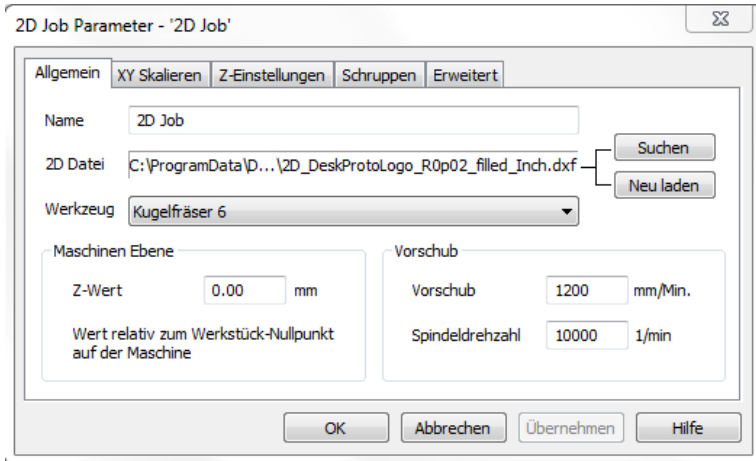 2D Job Parameter - '2D Job'
Allgemein XY Skalieren Z-Einstellungen Schruppen Erweitert
Name 2D Job
2D Datei C:\ProgramData\D...\2D_DeskProtoLogo_R0p02_filled_Inch.dxf
Suchen
Neu laden
Werkzeug Kugelfräser 6
Maschinen Ebene
Z-Wert 0.00 mm
Wert relativ zum Werkstück-Nullpunkt
auf der Maschine
Vorschub
Vorschub 1200 mm/Min.
Spindeldrehzahl 10000 1/min
OK Abbrechen Übernehmen Hilfe